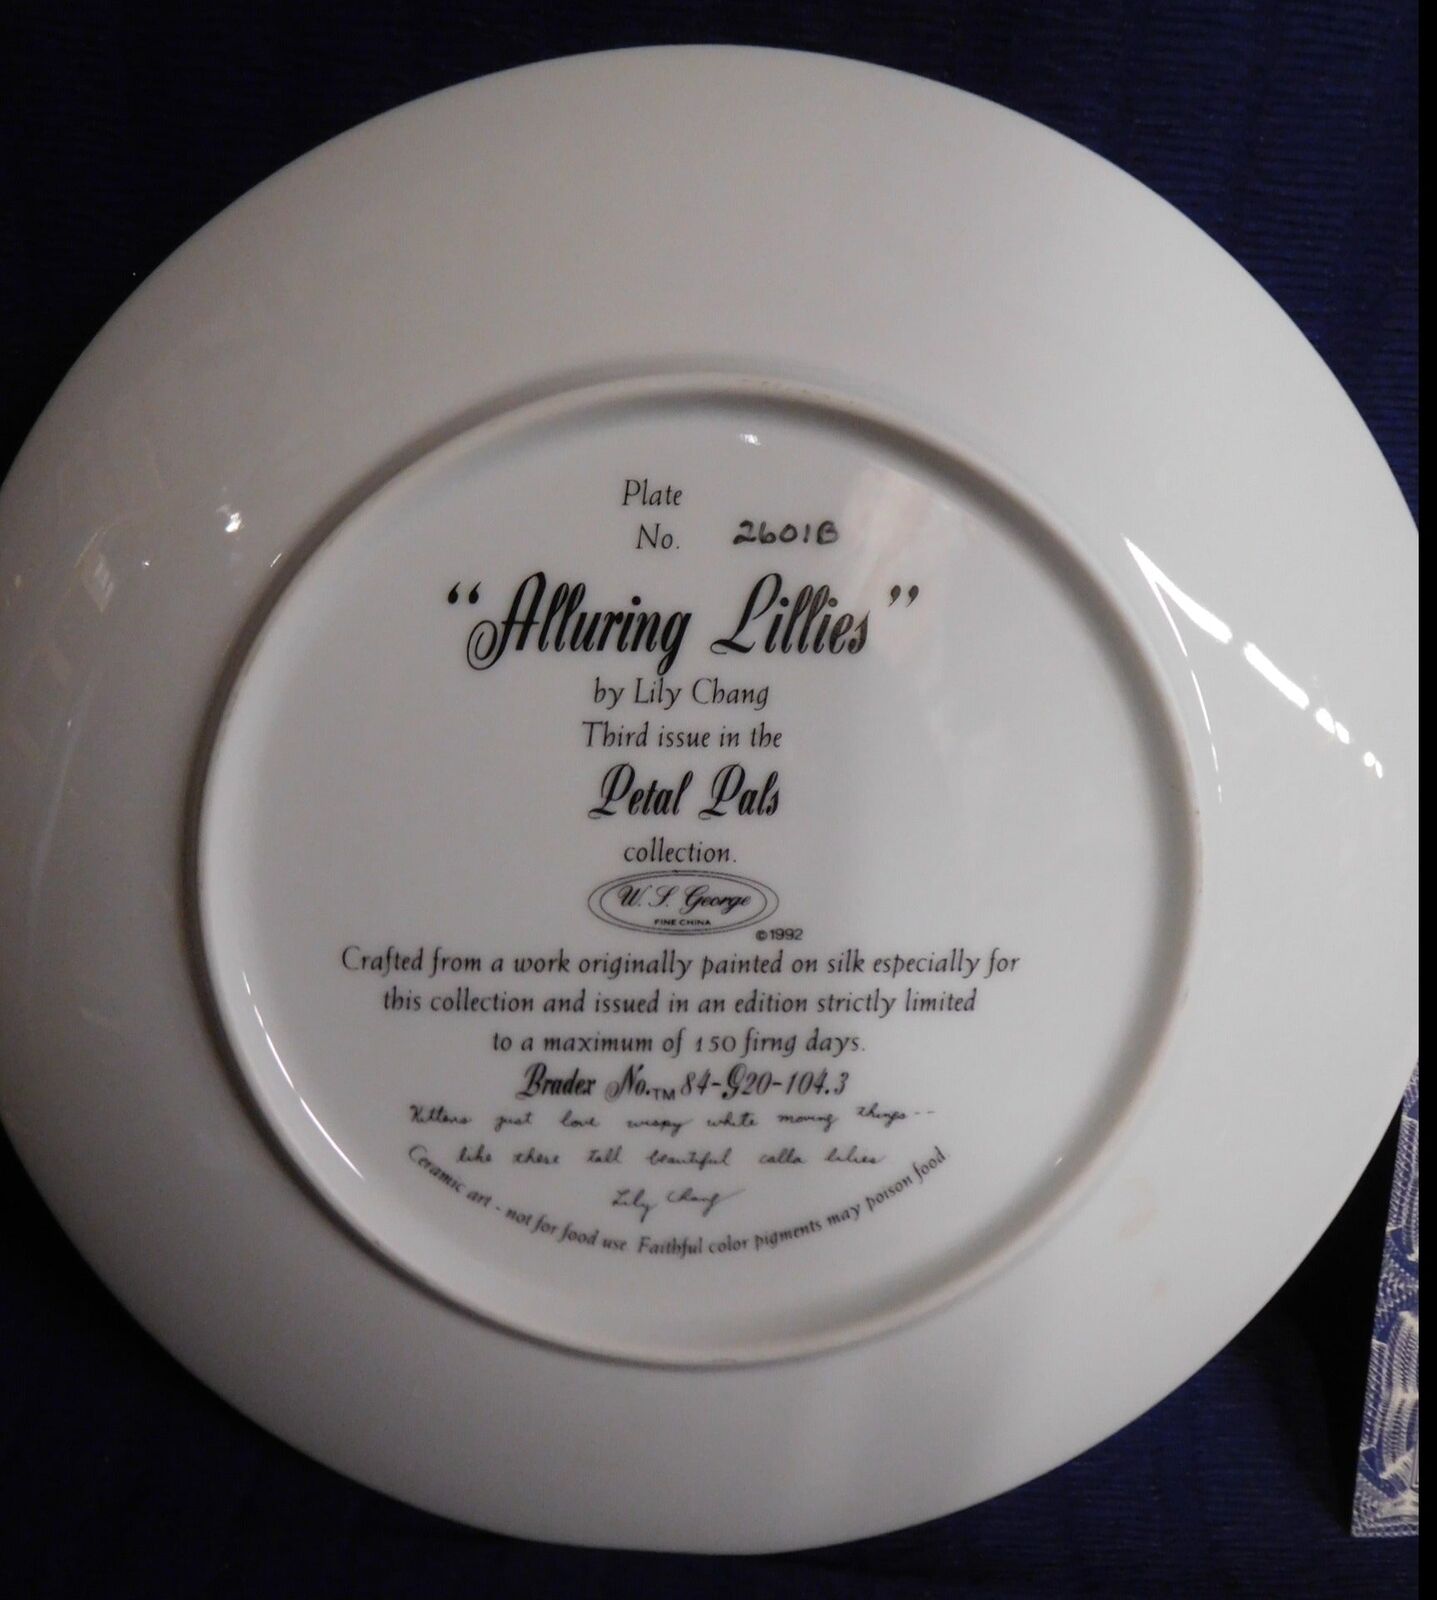 Plate
No. 2601B
“Alluring Lillies”
by Lily Chang
Third issue in the
Petal Pals
collection.
W. S. George
FINE CHINA
©1992
Crafted from a work originally painted on silk especially for
this collection and issued in an edition strictly limited
to a maximum of 150 firng days.
Bradex No.™ 84-G20-104.3
Kittens just love wispy white moving things--
like these tall beautiful calla lilies
Lily Chang
Ceramic art - not for food use. Faithful color pigments may poison food.